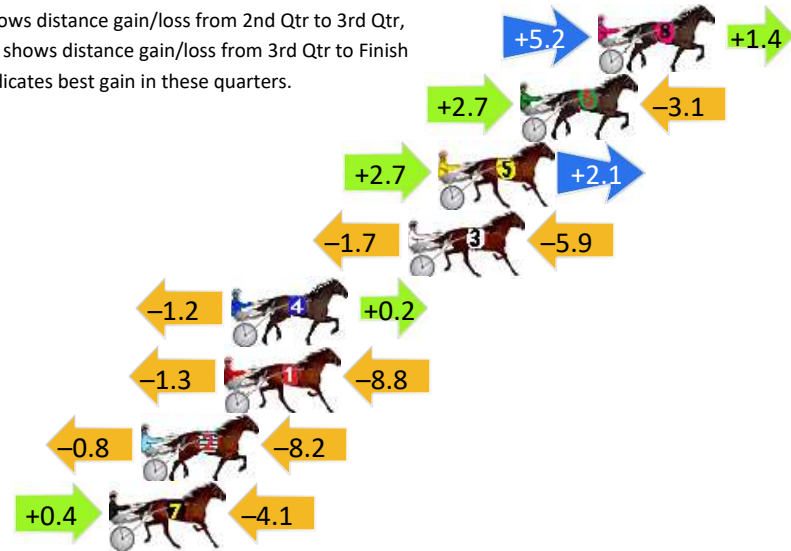 ows distance gain/loss from 2nd Qtr to 3rd Qtr,
shows distance gain/loss from 3rd Qtr to Finish
dicates best gain in these quarters.
+5.2 8 +1.4
+2.7 6 –3.1
+2.7 5 +2.1
–1.7 3 –5.9
–1.2 4 +0.2
–1.3 1 –8.8
–0.8 2 –8.2
+0.4 7 –4.1